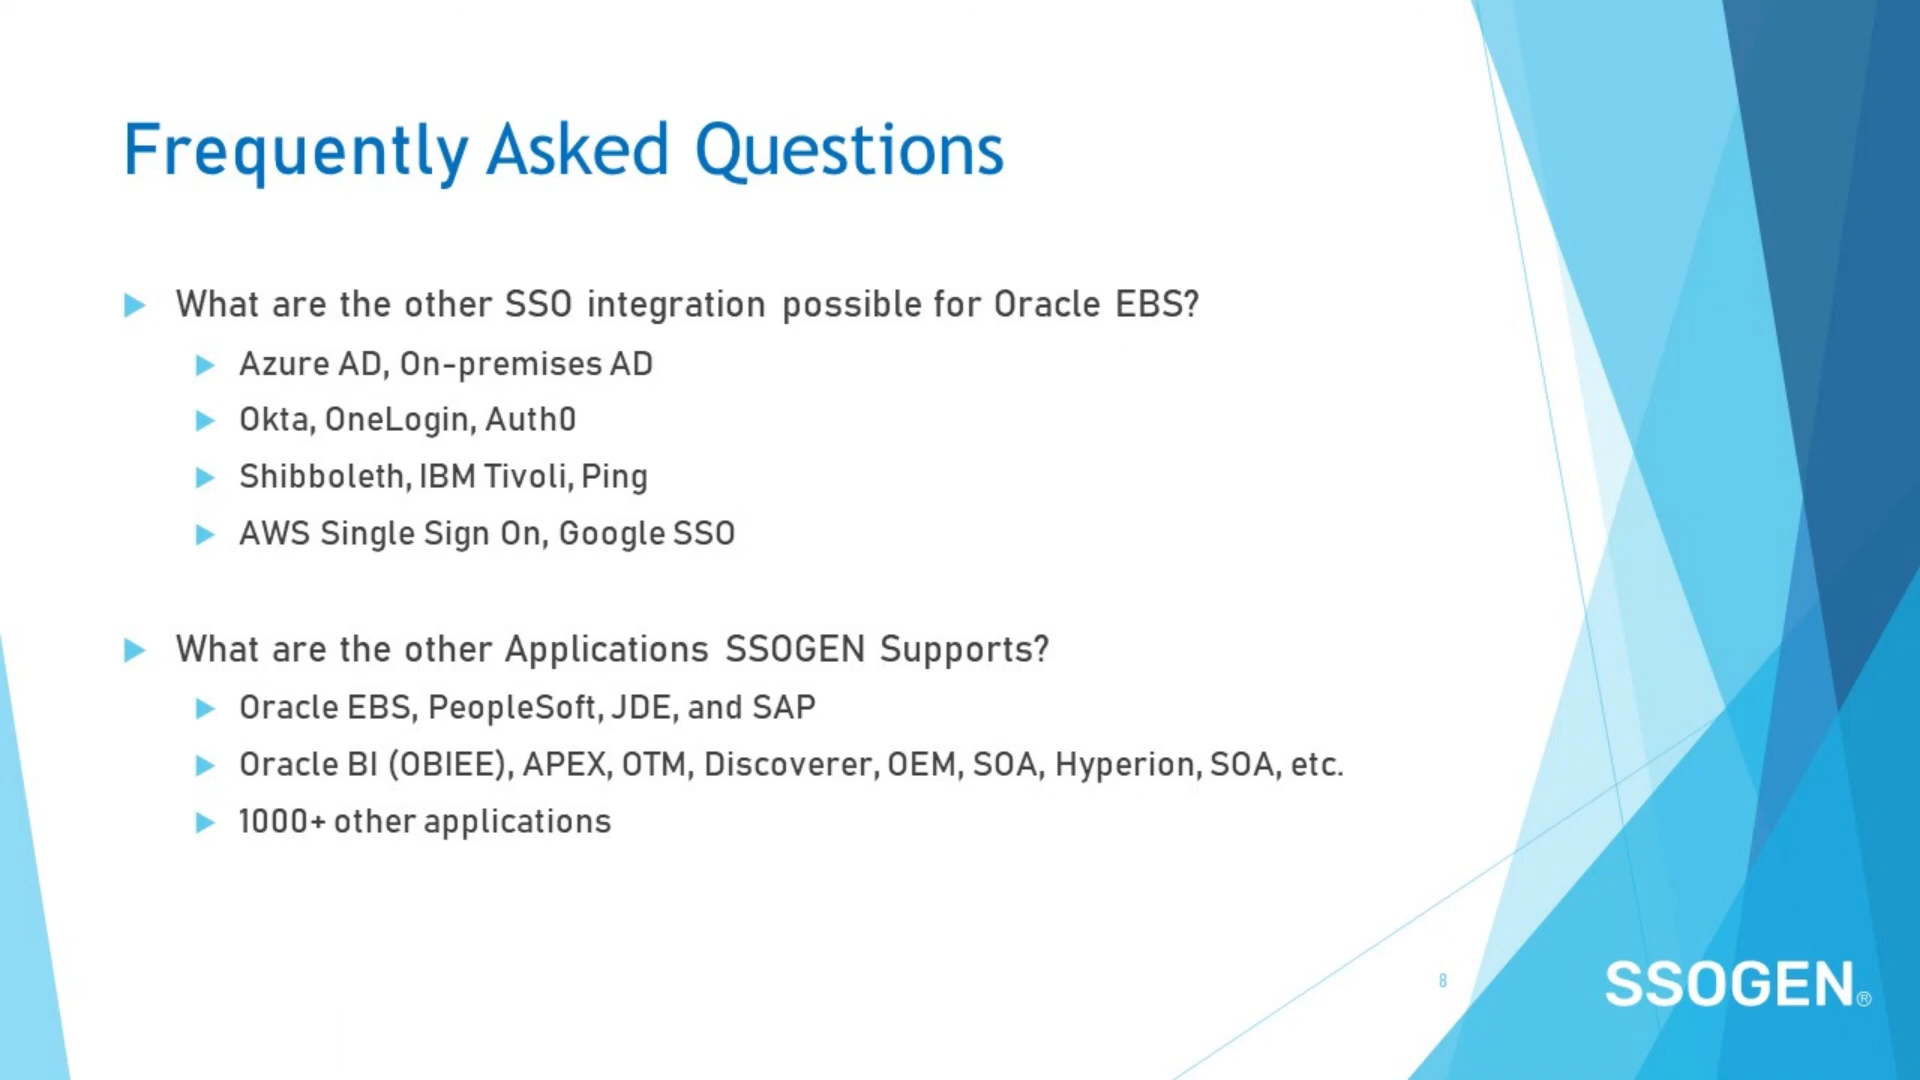 Frequently Asked Questions
What are the other SSO integration possible for Oracle EBS?
Azure AD, On-premises AD
Okta, OneLogin, Auth0
Shibboleth, IBM Tivoli, Ping
AWS Single Sign On, Google SSO
What are the other Applications SSOGEN Supports?
Oracle EBS, PeopleSoft, JDE, and SAP
Oracle BI (OBIEE), APEX, OTM, Discoverer, OEM, SOA, Hyperion, SOA, etc.
1000+ other applications
8
SSOGEN®